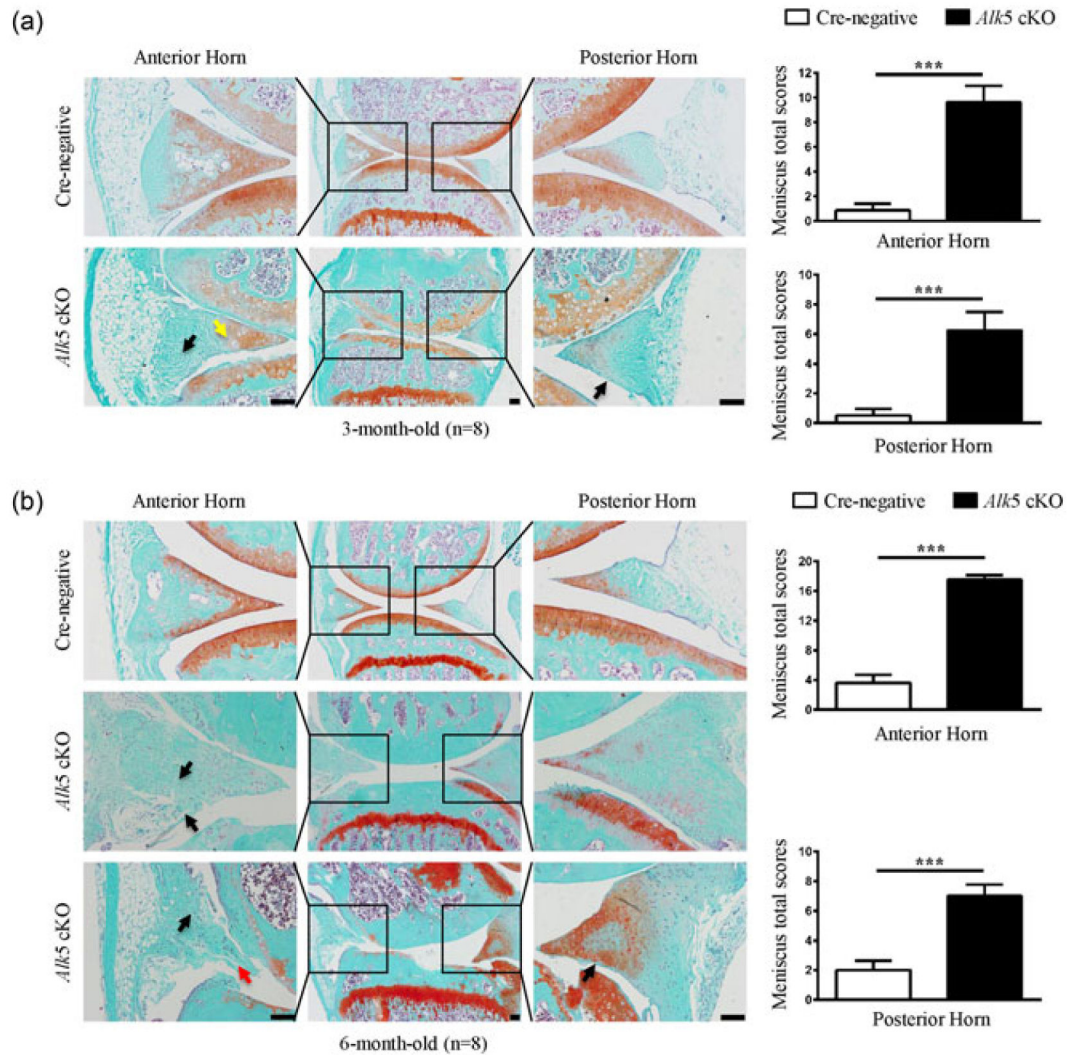 (a)
Cre-negative Alk5 cKO
Anterior Horn Posterior Horn
Cre-negative
Alk5 cKO
3-month-old (n=8)
***
Meniscus total scores
12
10
8
6
4
2
0
Anterior Horn
***
Meniscus total scores
10
8
6
4
2
0
Posterior Horn
(b)
Cre-negative Alk5 cKO
Anterior Horn Posterior Horn
Cre-negative
Alk5 cKO
Alk5 cKO
6-month-old (n=8)
***
Meniscus total scores
20
16
12
8
4
0
Anterior Horn
***
Meniscus total scores
10
8
6
4
2
0
Posterior Horn